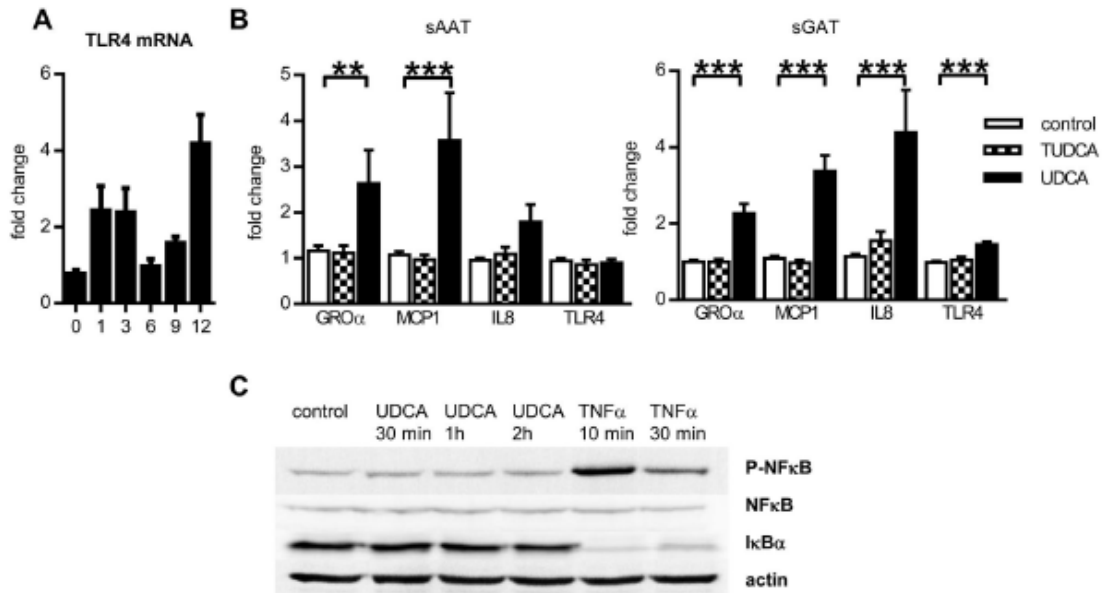 A
TLR4 mRNA
fold change
6
4
2
0
0 1 3 6 9 12
B
sAAT
fold change
5
4
3
2
1
0
** ***
GROα MCP1 IL8 TLR4
sGAT
fold change
6
4
2
0
*** *** *** ***
GROα MCP1 IL8 TLR4
control
TUDCA
UDCA
C
control UDCA UDCA UDCA TNFα TNFα
30 min 1h 2h 10 min 30 min
P-NFκB
NFκB
IκBα
actin